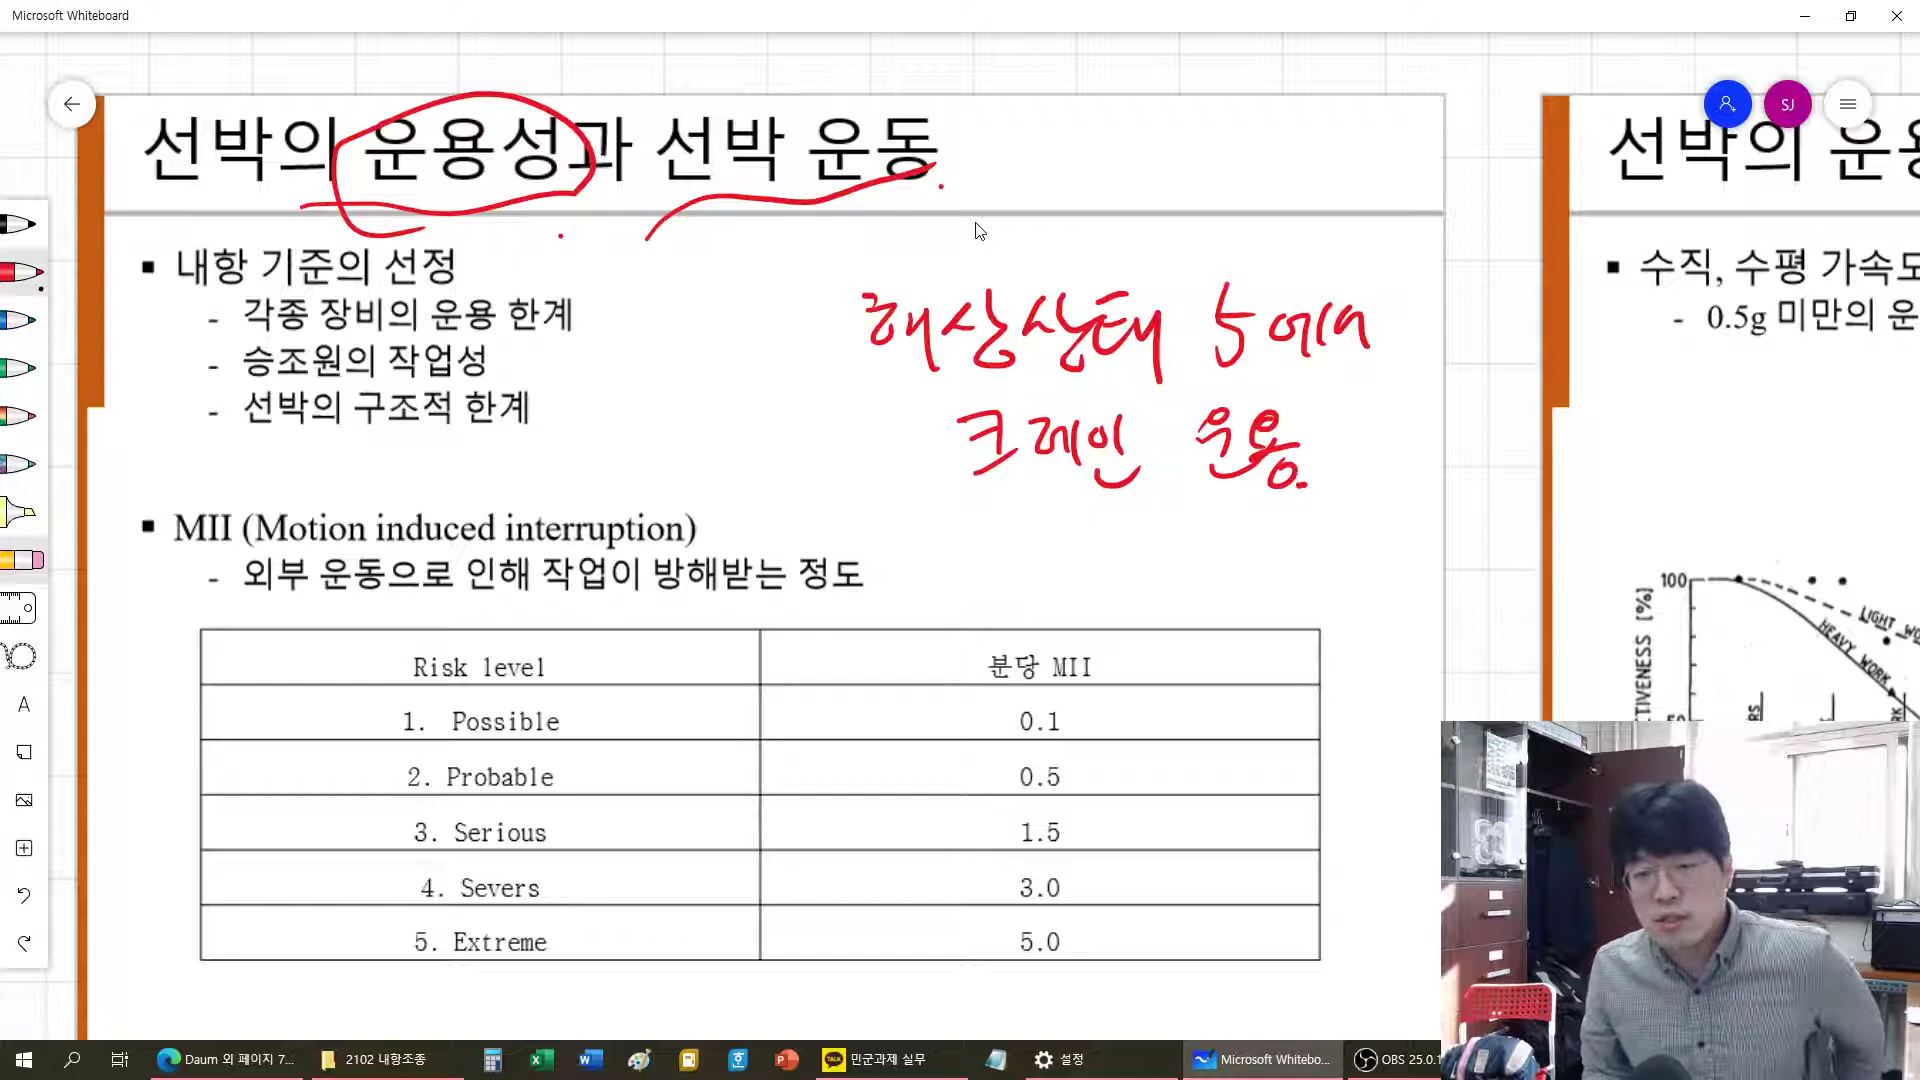 Microsoft Whiteboard
SJ
선박의 운용성과 선박 운동
▪ 내항 기준의 선정
- 각종 장비의 운용 한계
- 승조원의 작업성
- 선박의 구조적 한계
해상상태 5에서
크레인 운용
▪ MII (Motion induced interruption)
- 외부 운동으로 인해 작업이 방해받는 정도
Risk level 분당 MII
1. Possible 0.1
2. Probable 0.5
3. Serious 1.5
4. Severs 3.0
5. Extreme 5.0
선박의 운용
▪ 수직, 수평 가속도
- 0.5g 미만의 운
100
[%]
LIGHT
HEAVY WORK
A
Daum 외 페이지 7...
2102 내항조종
민군과제 실무
설정
Microsoft Whitebo...
OBS 25.0.1